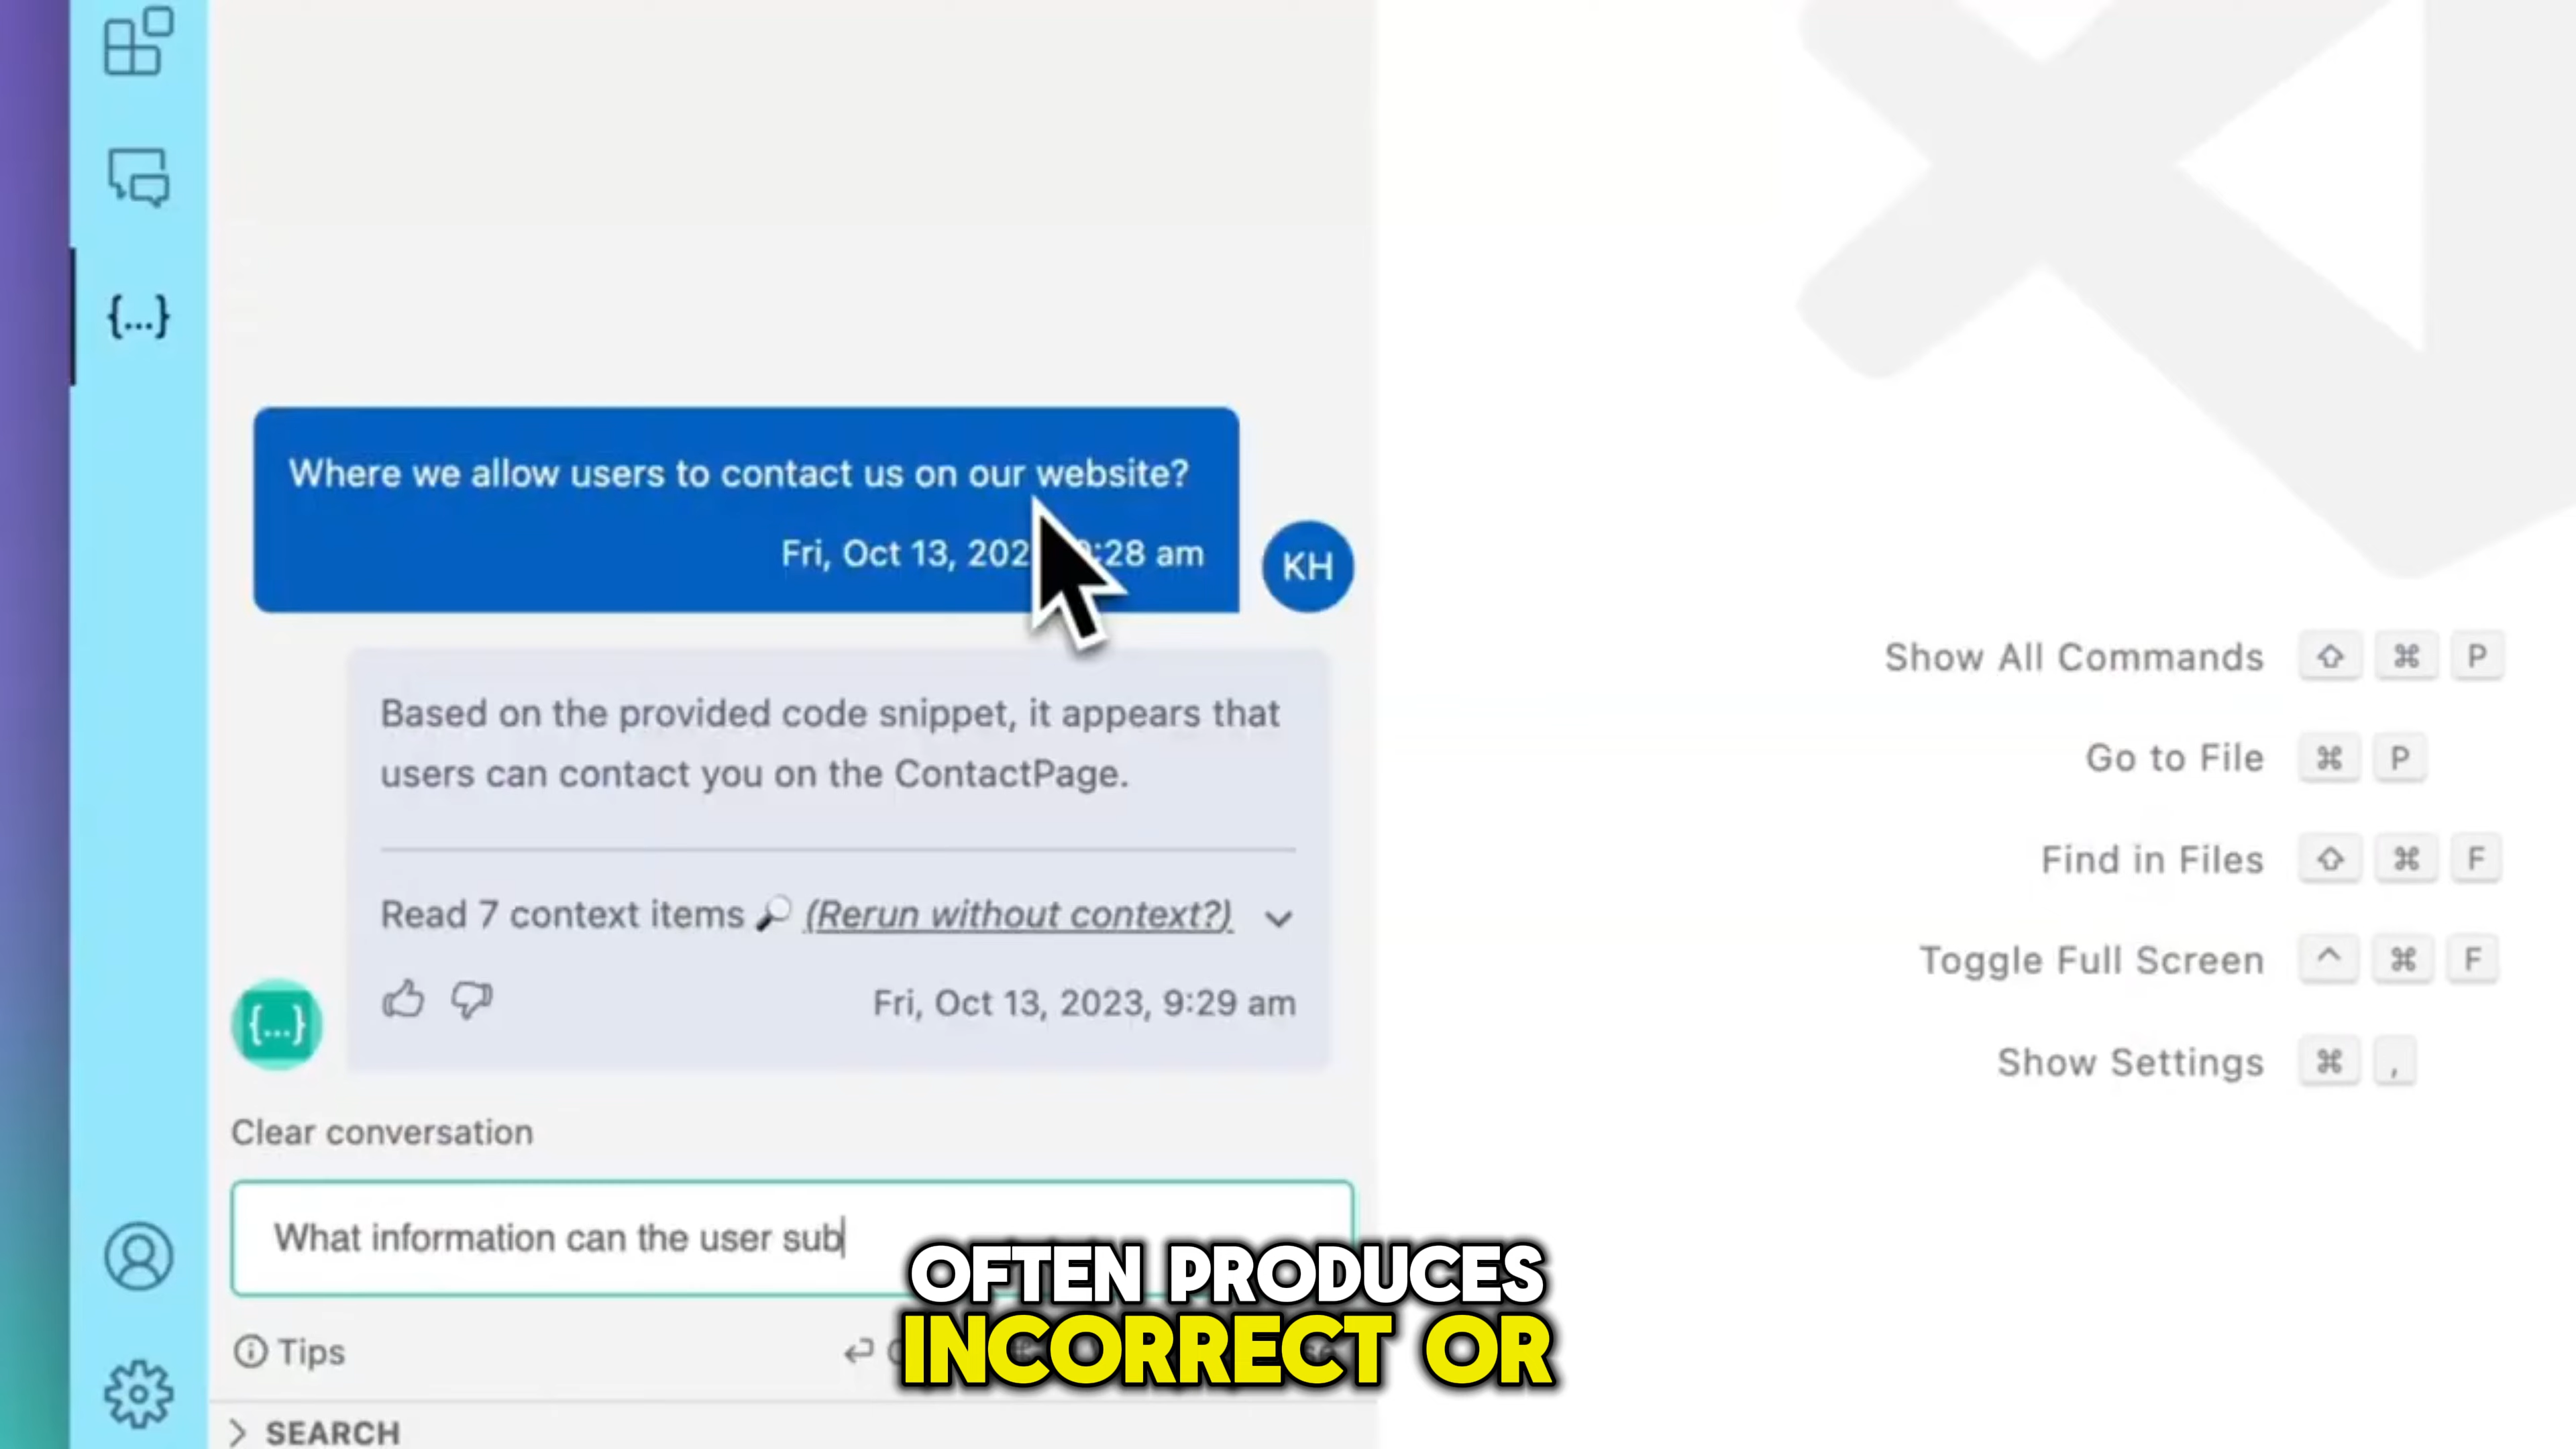 {...}
Where we allow users to contact us on our website?
Fri, Oct 13, 202 :28 am
KH
Based on the provided code snippet, it appears that
users can contact you on the ContactPage.
Read 7 context items (Rerun without context?)
Fri, Oct 13, 2023, 9:29 am
{...}
Clear conversation
What information can the user sub
Tips
SEARCH
Show All Commands ⇧ ⌘ P
Go to File ⌘ P
Find in Files ⇧ ⌘ F
Toggle Full Screen ^ ⌘ F
Show Settings ⌘ ,
OFTEN PRODUCES
INCORRECT OR